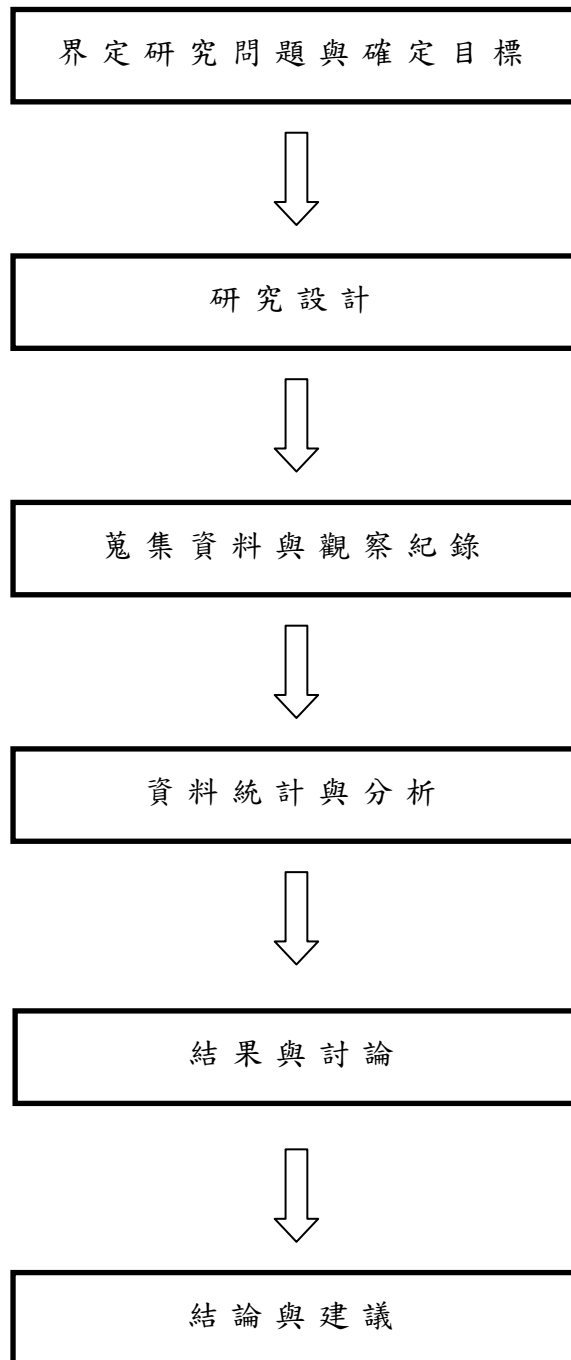 界定研究問題與確定目標
研究設計
蒐集資料與觀察紀錄
資料統計與分析
結果與討論
結論與建議